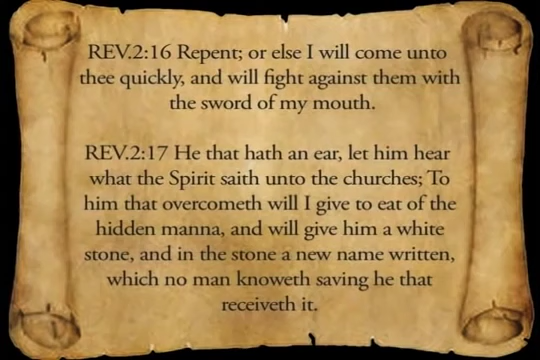 REV.2:16 Repent; or else I will come unto
thee quickly, and will fight against them with
the sword of my mouth.
REV.2:17 He that hath an ear, let him hear
what the Spirit saith unto the churches; To
him that overcometh will I give to eat of the
hidden manna, and will give him a white
stone, and in the stone a new name written,
which no man knoweth saving he that
receiveth it.